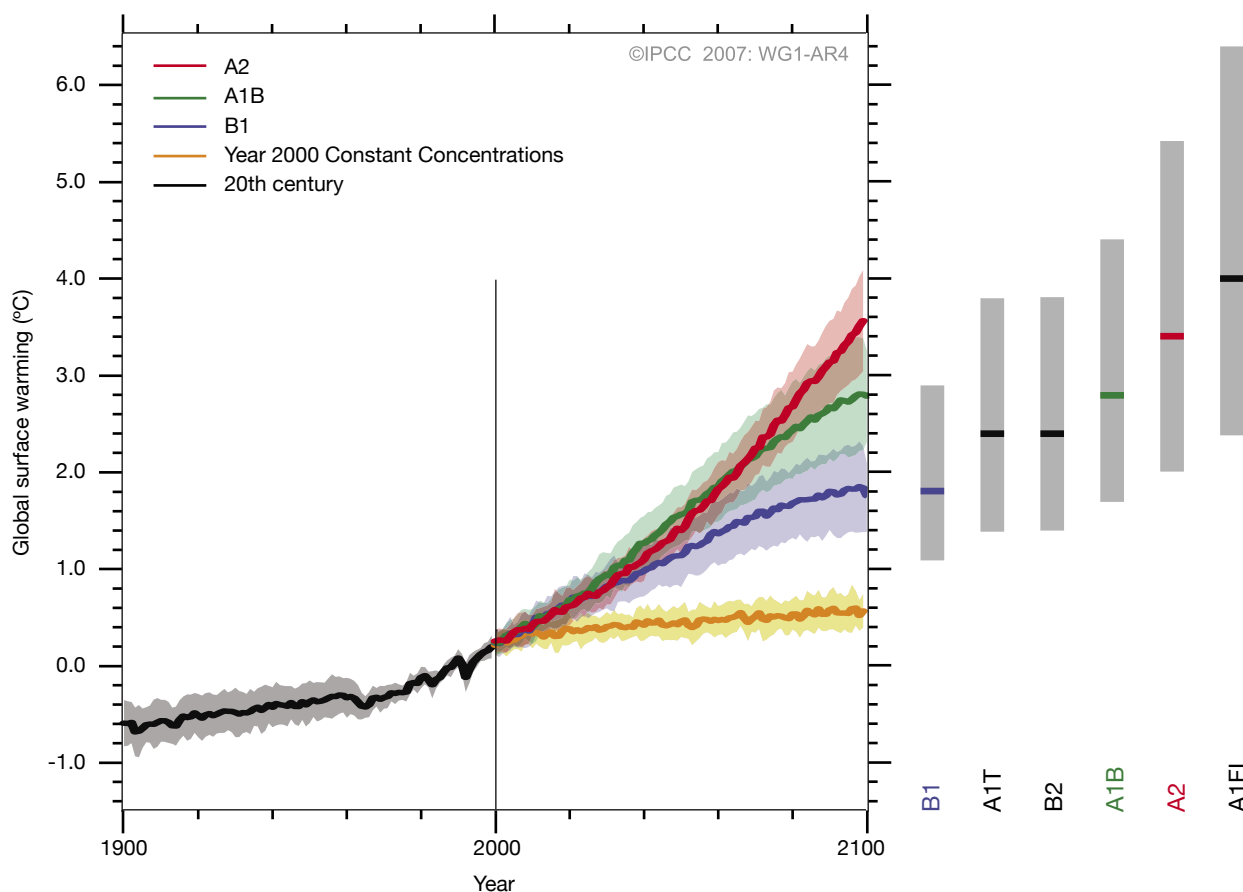 ©IPCC 2007: WG1-AR4
A2
A1B
B1
Year 2000 Constant Concentrations
20th century
6.0
5.0
4.0
3.0
2.0
1.0
0.0
-1.0
Global surface warming (ºC)
1900
2000
2100
Year
B1
A1T
B2
A1B
A2
A1FI